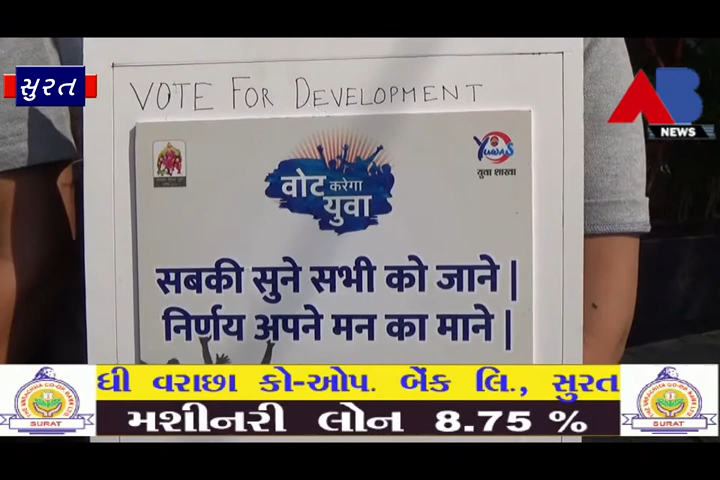 સુરત
VOTE FOR DEVELOPMENT
NEWS
YUWAS
युवा शाखा
वोट करेगा
युवा
सबकी सुने सभी को जाने |
निर्णय अपने मन का माने |
ધી વરાછા કો-ઓપ. બેંક લિ., સુરત
મશીનરી લોન 8.75 %
SURAT
SURAT